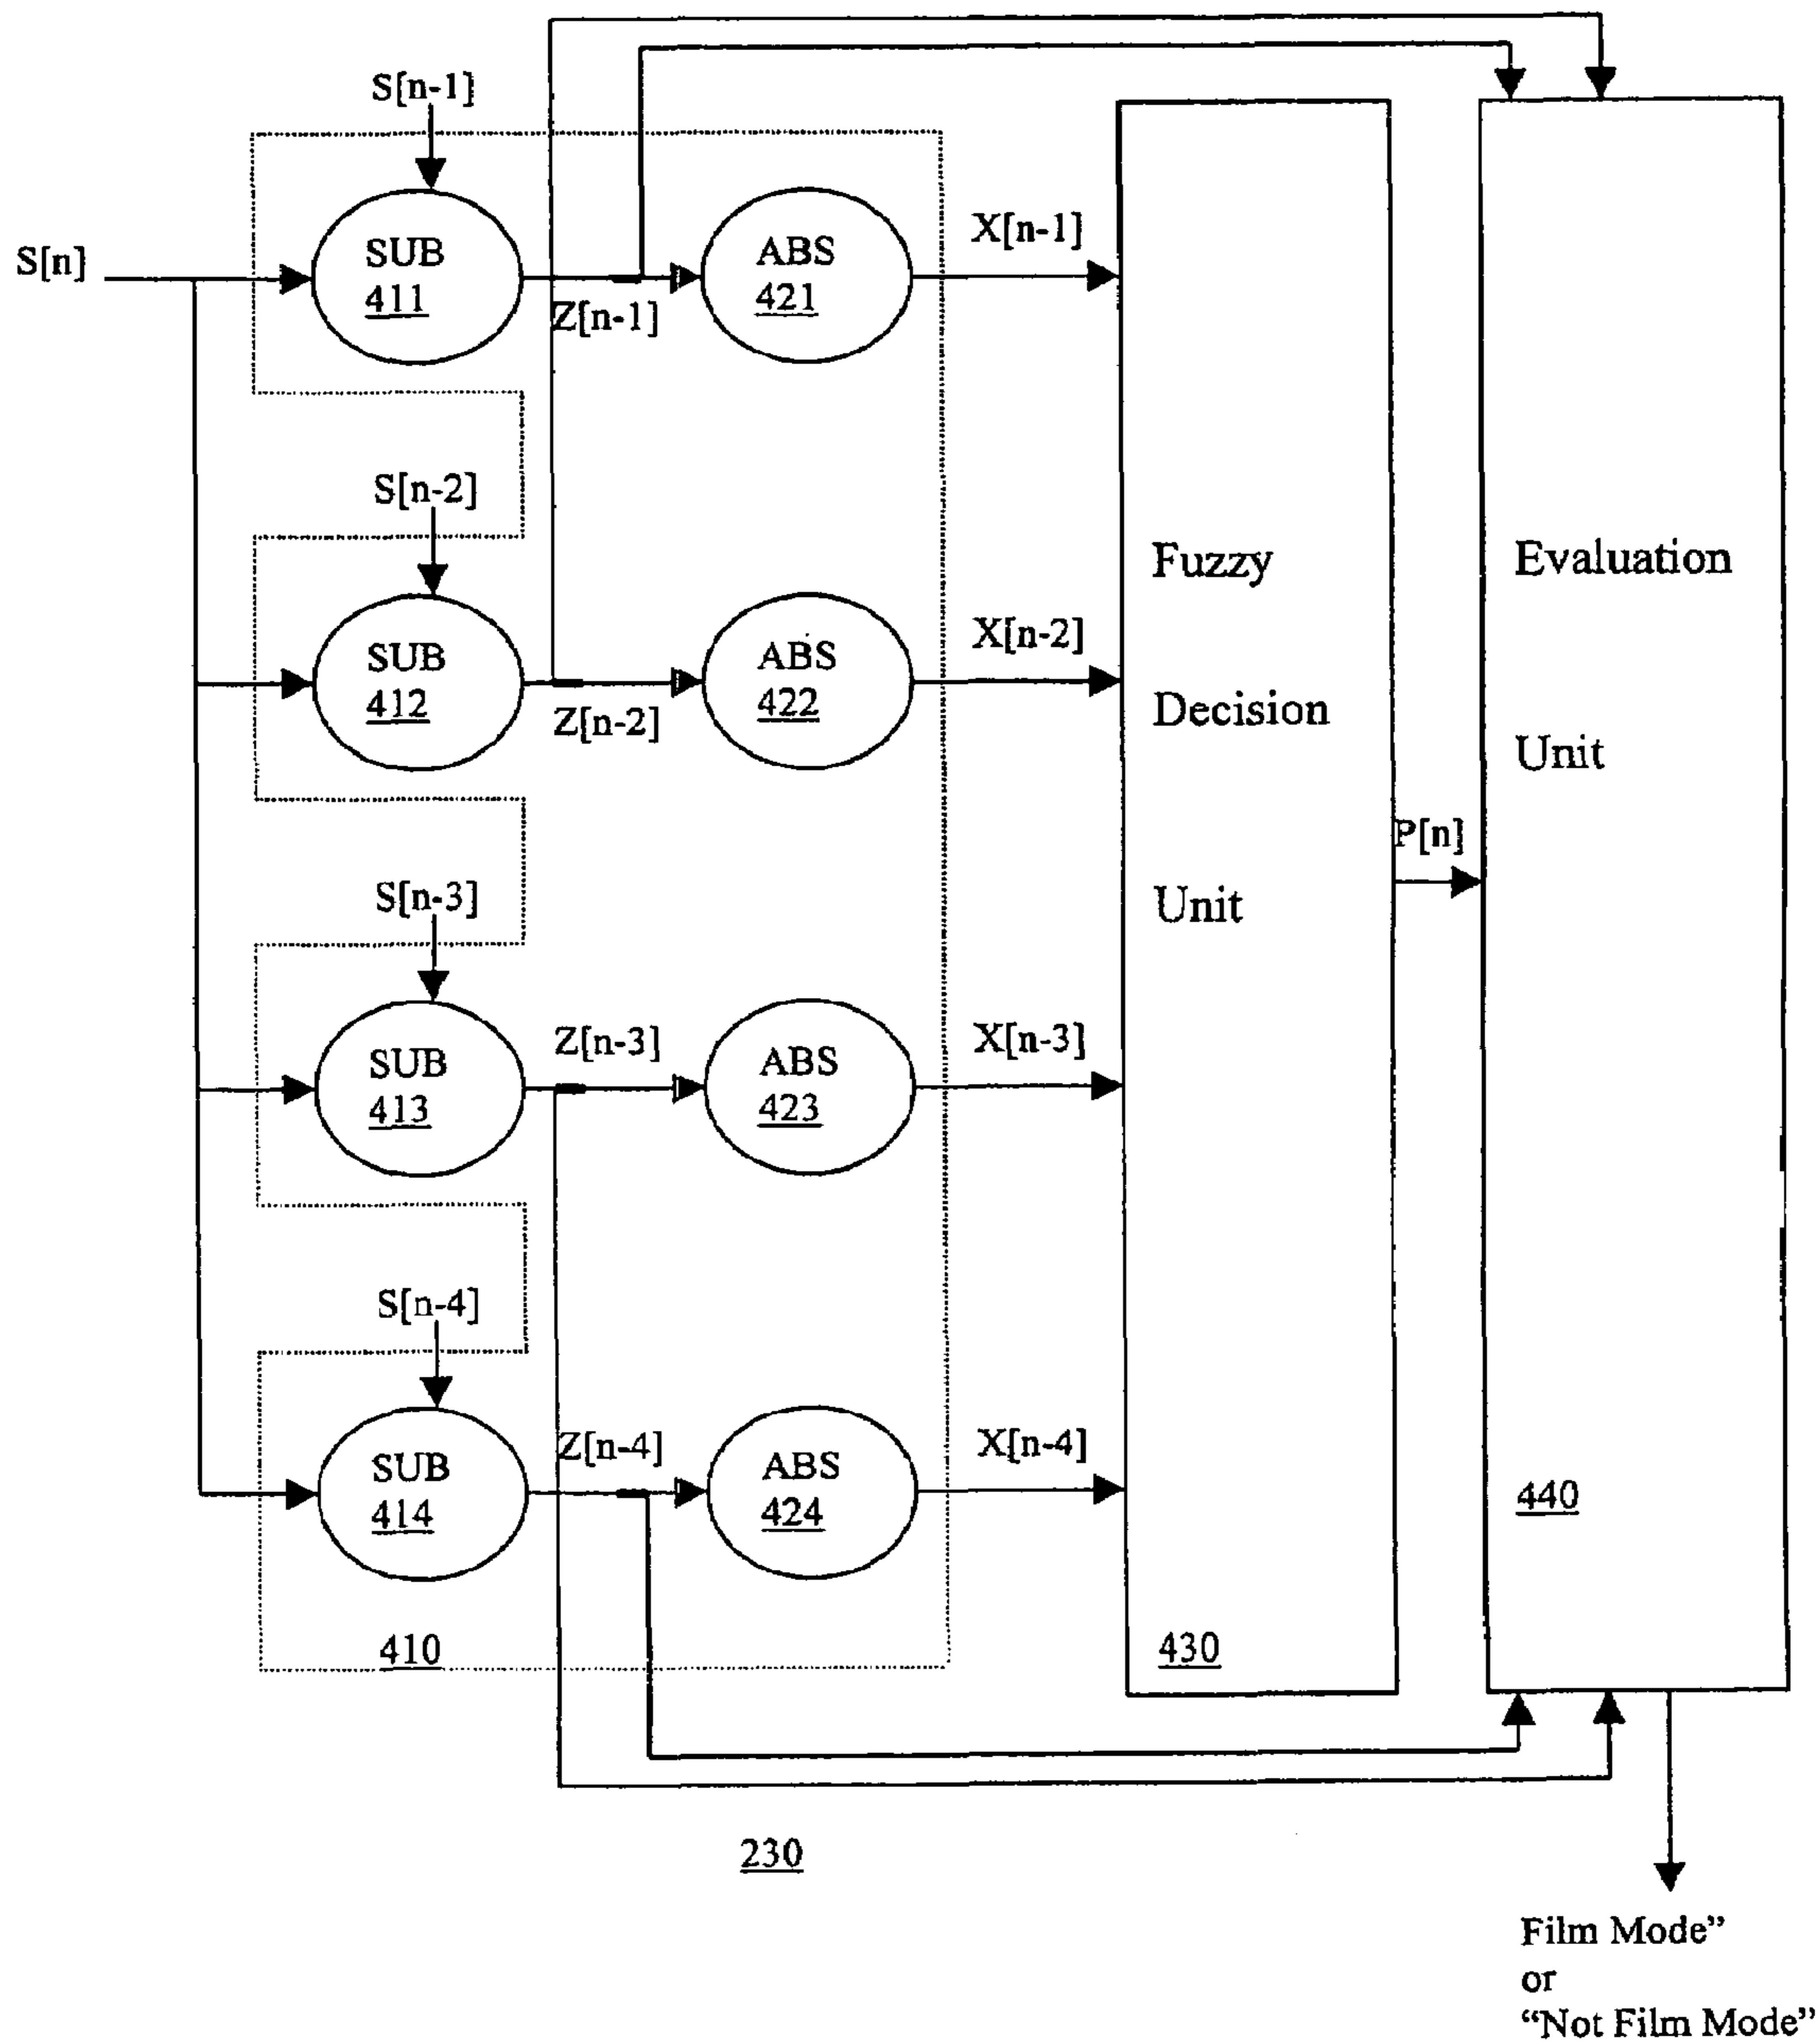 S[n-1]
S[n]
SUB
411
Z[n-1]
ABS
421
X[n-1]
S[n-2]
SUB
412
Z[n-2]
ABS
422
X[n-2]
S[n-3]
SUB
413
Z[n-3]
ABS
423
X[n-3]
S[n-4]
SUB
414
Z[n-4]
ABS
424
X[n-4]
410
Fuzzy
Decision
Unit
430
P[n]
Evaluation
Unit
440
230
Film Mode”
or
“Not Film Mode”